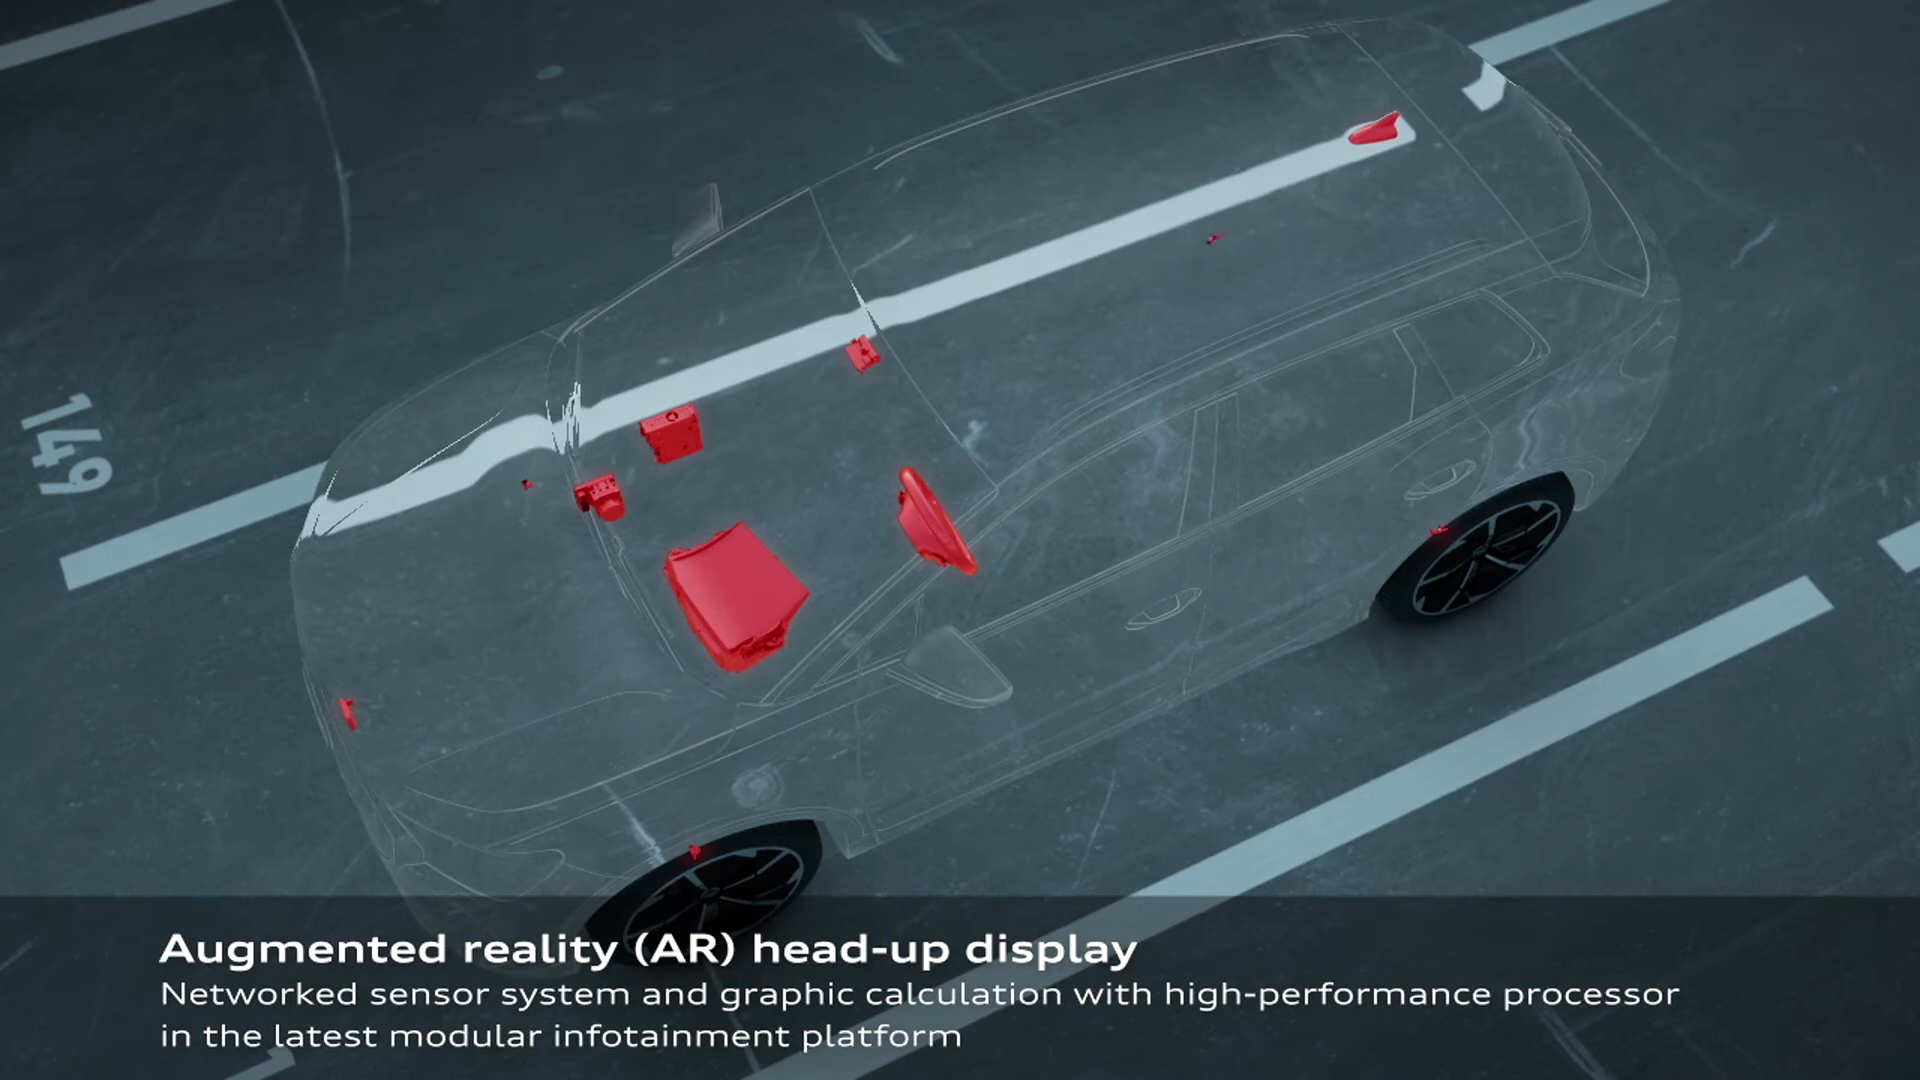 149
Augmented reality (AR) head-up display
Networked sensor system and graphic calculation with high-performance processor
in the latest modular infotainment platform